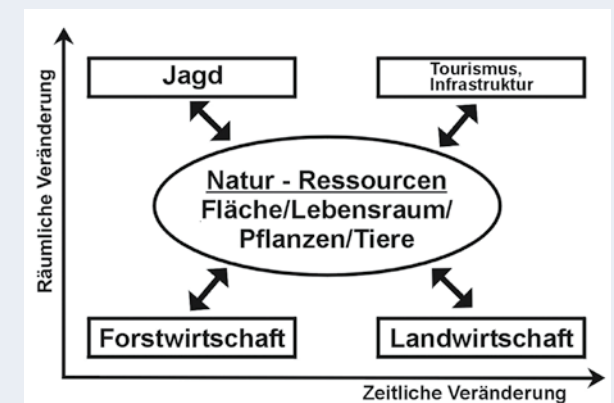 Räumliche Veränderung
Jagd
Tourismus,
Infrastruktur
Natur - Ressourcen
Fläche/Lebensraum/
Pflanzen/Tiere
Forstwirtschaft
Landwirtschaft
Zeitliche Veränderung